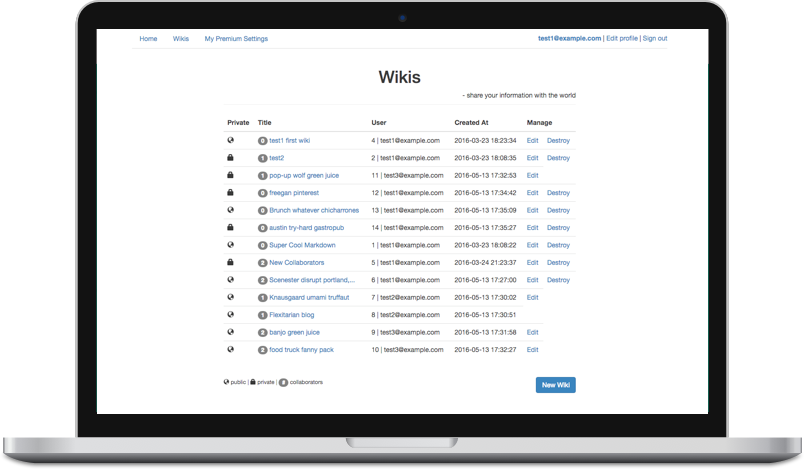 Home Wikis My Premium Settings test1@example.com | Edit profile | Sign out
Wikis
- share your information with the world
Private Title User Created At Manage
0 test1 first wiki 4 | test1@example.com 2016-03-23 18:23:34 Edit Destroy
1 test2 2 | test1@example.com 2016-03-23 18:08:35 Edit Destroy
1 pop-up wolf green juice 11 | test3@example.com 2016-05-13 17:32:53 Edit
0 freegan pinterest 12 | test1@example.com 2016-05-13 17:34:42 Edit Destroy
0 Brunch whatever chicharrones 13 | test1@example.com 2016-05-13 17:35:09 Edit Destroy
0 austin try-hard gastropub 14 | test1@example.com 2016-05-13 17:35:27 Edit Destroy
0 Super Cool Markdown 1 | test1@example.com 2016-03-23 18:08:22 Edit Destroy
2 New Collaborators 5 | test1@example.com 2016-03-24 21:23:37 Edit Destroy
2 Scenester disrupt portland,... 6 | test1@example.com 2016-05-13 17:27:00 Edit Destroy
1 Knausgaard umami truffaut 7 | test2@example.com 2016-05-13 17:30:02 Edit
1 Flexitarian blog 8 | test2@example.com 2016-05-13 17:30:51
2 banjo green juice 9 | test3@example.com 2016-05-13 17:31:58 Edit
2 food truck fanny pack 10 | test3@example.com 2016-05-13 17:32:27 Edit
public | private | # collaborators
New Wiki